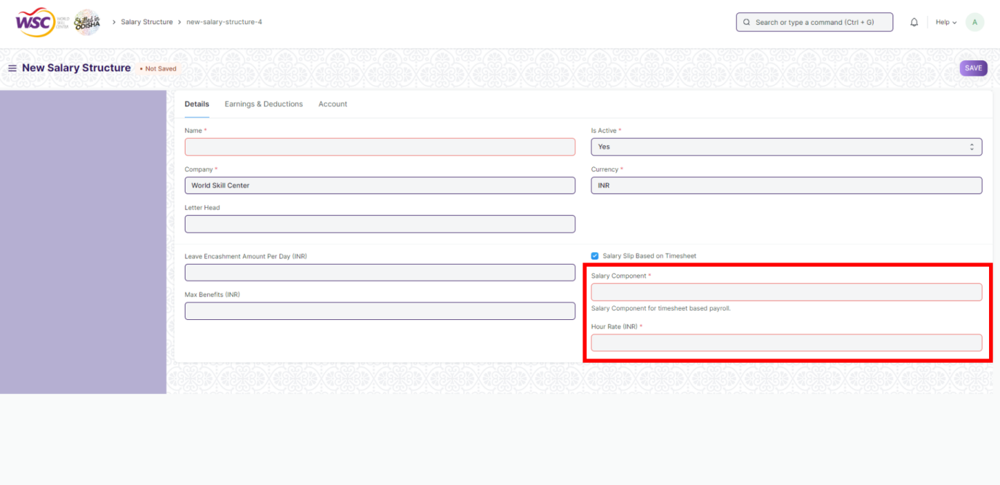 WSC WORLD SKILL CENTER Skilled in ODISHA > Salary Structure > new-salary-structure-4 Search or type a command (Ctrl + G) Help A
New Salary Structure • Not Saved SAVE
Details Earnings & Deductions Account
Name * Is Active *
Yes
Company * Currency *
World Skill Center INR
Letter Head
Leave Encashment Amount Per Day (INR) Salary Slip Based on Timesheet
Salary Component *
Max Benefits (INR)
Salary Component for timesheet based payroll.
Hour Rate (INR) *